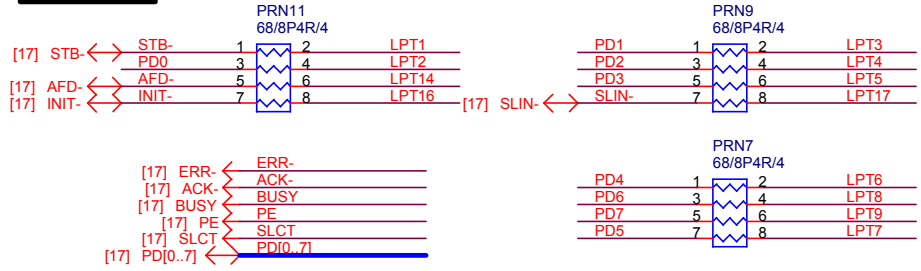 PRN11
68/8P4R/4
[17] STB- STB- 1 2 LPT1
PD0 3 4 LPT2
[17] AFD- AFD- 5 6 LPT14
[17] INIT- INIT- 7 8 LPT16
PRN9
68/8P4R/4
PD1 1 2 LPT3
PD2 3 4 LPT4
PD3 5 6 LPT5
[17] SLIN- SLIN- 7 8 LPT17
[17] ERR- ERR-
[17] ACK- ACK-
[17] BUSY BUSY
[17] PE PE
[17] SLCT SLCT
[17] PD[0..7] PD[0..7]
PRN7
68/8P4R/4
PD4 1 2 LPT6
PD6 3 4 LPT8
PD7 5 6 LPT9
PD5 7 8 LPT7